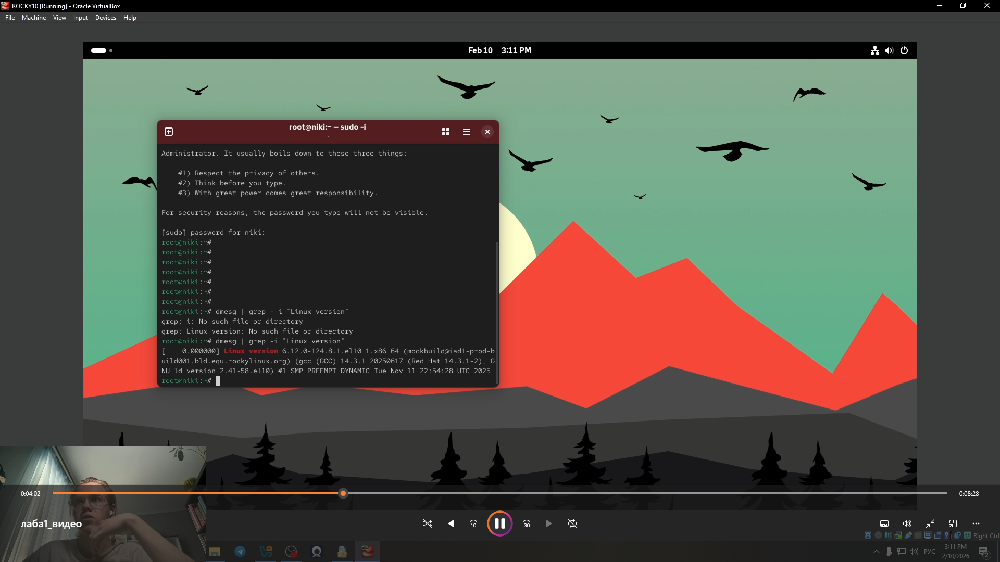 ROCKY10 [Running] - Oracle VirtualBox
File Machine View Input Devices Help
Feb 10 3:11 PM
root@niki:~ — sudo -i
~
Administrator. It usually boils down to these three things:
#1) Respect the privacy of others.
#2) Think before you type.
#3) With great power comes great responsibility.
For security reasons, the password you type will not be visible.
[sudo] password for niki:
root@niki:~#
root@niki:~#
root@niki:~#
root@niki:~#
root@niki:~#
root@niki:~#
root@niki:~#
root@niki:~# dmesg | grep - i "Linux version"
grep: i: No such file or directory
grep: Linux version: No such file or directory
root@niki:~# dmesg | grep -i "Linux version"
[    0.000000] Linux version 6.12.0-124.8.1.el10_1.x86_64 (mockbuild@iad1-prod-b
uild001.bld.equ.rockylinux.org) (gcc (GCC) 14.3.1 20250617 (Red Hat 14.3.1-2), G
NU ld version 2.41-58.el10) #1 SMP PREEMPT_DYNAMIC Tue Nov 11 22:54:28 UTC 2025
root@niki:~#
0:04:02
0:08:28
лаба1_видео
10
30
Right Ctrl
РУС
3:11 PM
2/10/2026
2